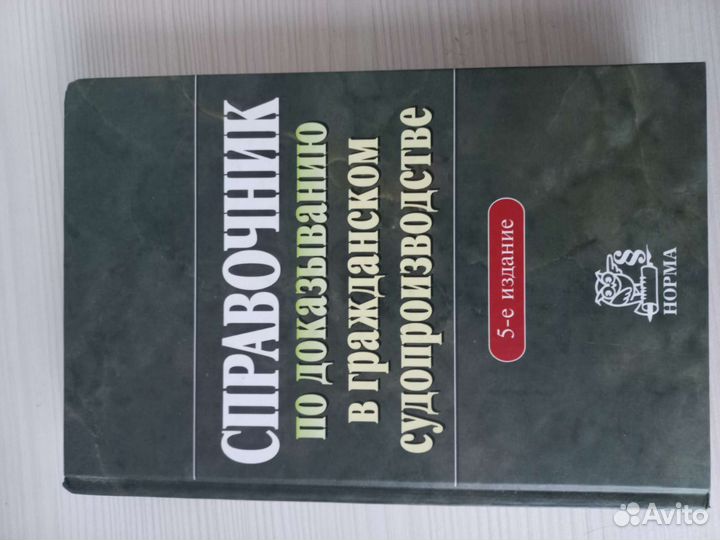 СПРАВОЧНИК
по доказыванию
в гражданском
судопроизводстве
5-е издание
НОРМА
Avito